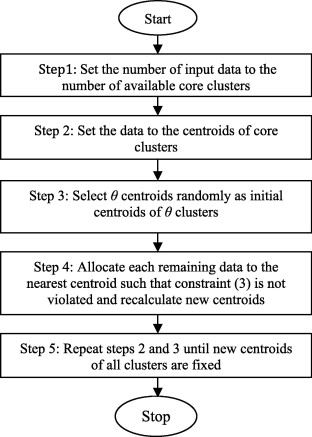 Start
Step1: Set the number of input data to the
number of available core clusters
Step 2: Set the data to the centroids of core
clusters
Step 3: Select θ centroids randomly as initial
centroids of θ clusters
Step 4: Allocate each remaining data to the
nearest centroid such that constraint (3) is not
violated and recalculate new centroids
Step 5: Repeat steps 2 and 3 until new centroids
of all clusters are fixed
Stop